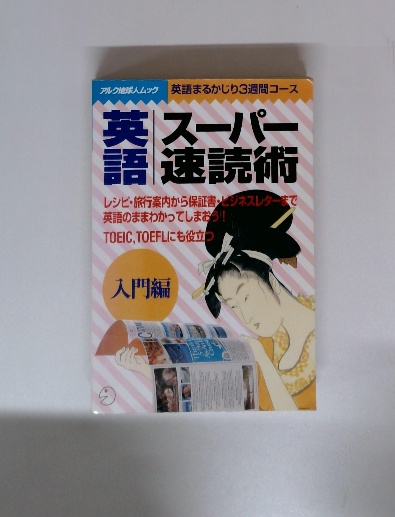 アルク地球人ムック 英語まるかじり3週間コース
英語 スーパー速読術
レシピ・旅行案内から保証書・ビジネスレターまで
英語のままわかってしまおう!
TOEIC,TOEFLにも役立つ
入門編